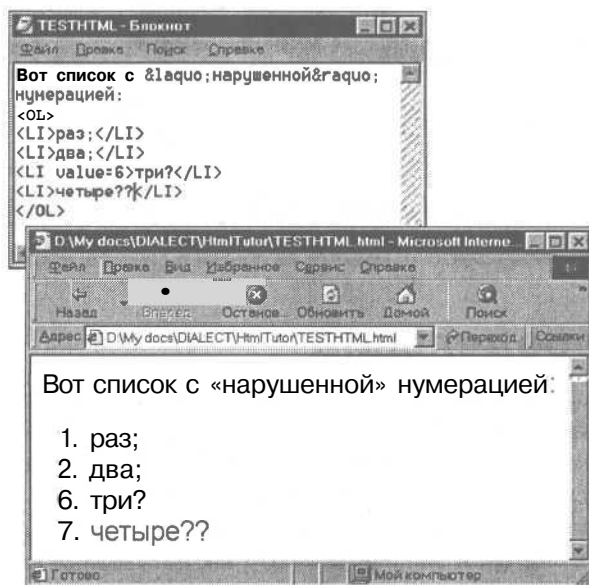 TESTHTML - Блокнот
Файл Правка Поиск Справка
Вот список с &laquo;нарушенной&raquo;
нумерацией:
<OL>
<LI>раз;</LI>
<LI>два;</LI>
<LI value=6>три?</LI>
<LI>четыре??</LI>
</OL>
D:\My docs\DIALECT\HtmlTutor\TESTHTML.html - Microsoft Interne...
Файл Правка Вид Избранное Сервис Справка
Назад Вперед Останов... Обновить Домой Поиск
Адрес D:\My docs\DIALECT\HtmlTutor\TESTHTML.html Переход Ссылки
Вот список с «нарушенной» нумерацией:
1. раз;
2. два;
6. три?
7. четыре??
Готово Мой компьютер